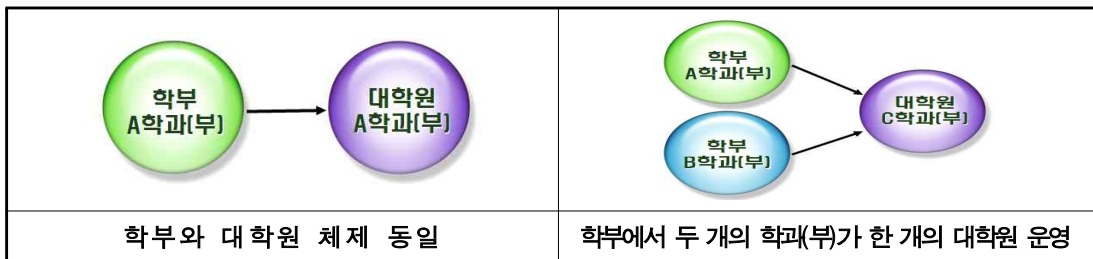 학부
A학과(부)
대학원
A학과(부)
학부
A학과(부)
학부
B학과(부)
대학원
C학과(부)
학부와 대학원 체제 동일
학부에서 두 개의 학과(부)가 한 개의 대학원 운영